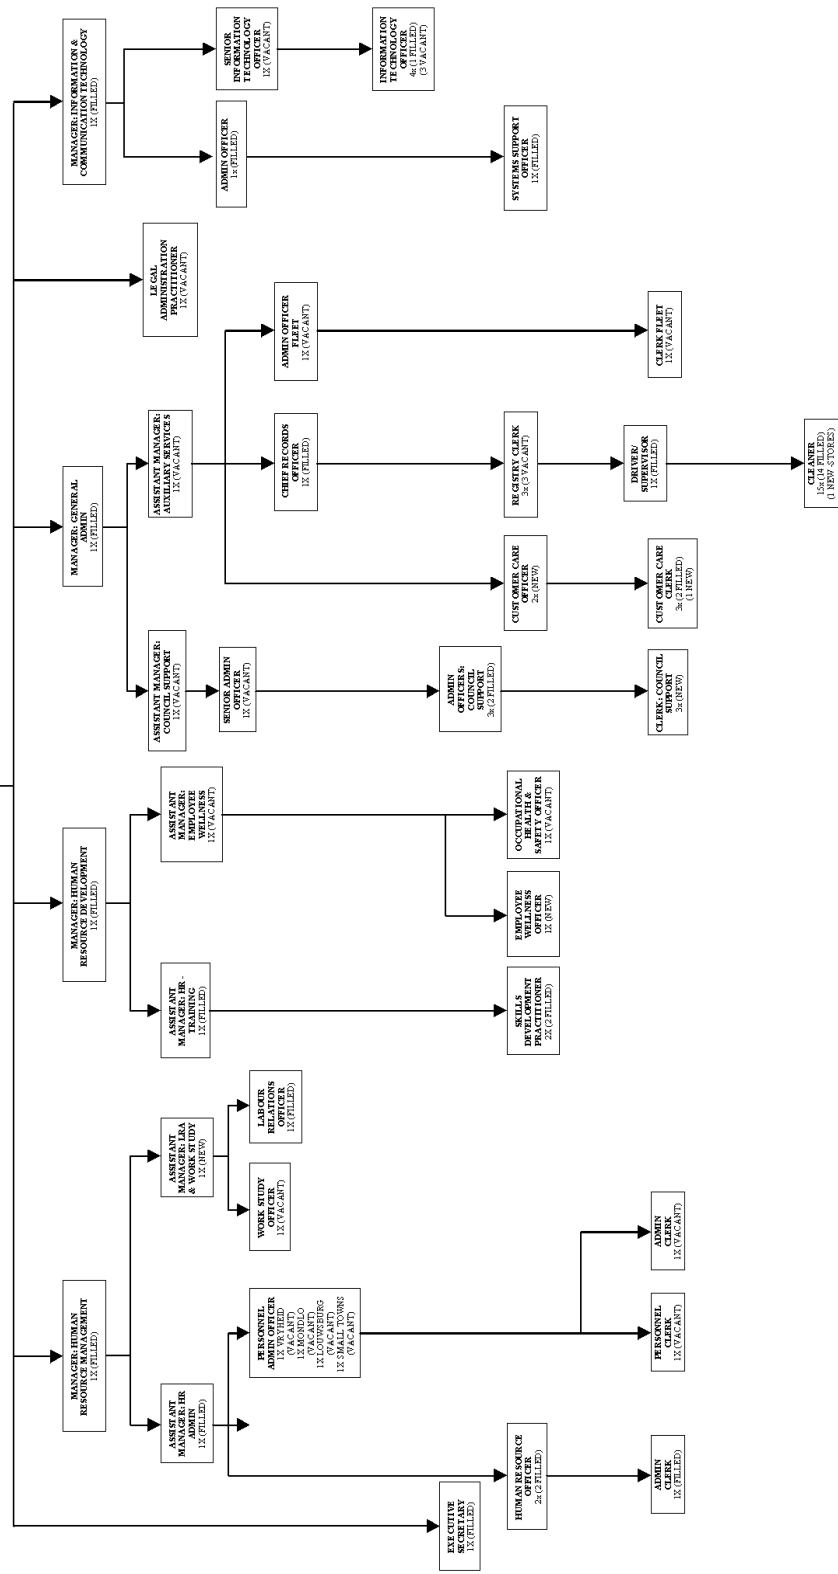 EXECUTIVE
SECRETARY
1X (FILLED)
MANAGER: HUMAN
RESOURCE MANAGEMENT
1X (FILLED)
ASSISTANT
MANAGER: HR
ADMIN
1X (FILLED)
HUMAN RESOURCE
OFFICER
2x (2 FILLED)
ADMIN
CLERK
1X (FILLED)
PERSONNEL
ADMIN OFFICER
1X VRYHEID
(VACANT)
1X MONDLO
(VACANT)
1X LOUWSBURG
(VACANT)
1X SMALL TOWNS
(VACANT)
PERSONNEL
CLERK
1X (VACANT)
ADMIN
CLERK
1X (VACANT)
ASSISTANT
MANAGER: LRA
& WORK STUDY
1X (NEW)
WORK STUDY
OFFICER
1X (VACANT)
LABOUR
RELATIONS
OFFICER
1X (FILLED)
MANAGER: HUMAN
RESOURCE DEVELOPMENT
1X (FILLED)
ASSISTANT
MANAGER: HR -
TRAINING
1X (FILLED)
SKILLS
DEVELOPMENT
PRACTITIONER
2X (2 FILLED)
ASSISTANT
MANAGER:
EMPLOYEE
WELLNESS
1X (VACANT)
EMPLOYEE
WELLNESS
OFFICER
1X (NEW)
OCCUPATIONAL
HEALTH &
SAFETY OFFICER
1X (VACANT)
MANAGER: GENERAL
ADMIN
1X (FILLED)
ASSISTANT MANAGER:
COUNCIL SUPPORT
1X (VACANT)
SENIOR ADMIN
OFFICER
1X (VACANT)
ADMIN
OFFICERS:
COUNCIL
SUPPORT
3x (2 FILLED)
CLERK: COUNCIL
SUPPORT
3x (NEW)
ASSISTANT MANAGER:
AUXILIARY SERVICES
1X (VACANT)
CUSTOMER CARE
OFFICER
2x (NEW)
CUSTOMER CARE
CLERK
3x (2 FILLED)
(1 NEW)
CHIEF RECORDS
OFFICER
1X (FILLED)
REGISTRY CLERK
3x (3 VACANT)
DRIVER/
SUPERVISOR
1X (FILLED)
CLEANER
15x (14 FILLED)
(1 NEW -STORES)
ADMIN OFFICER
FLEET
1X (VACANT)
CLERK FLEET
1X (VACANT)
LEGAL
ADMINISTRATION
PRACTITIONER
1X (VACANT)
MANAGER: INFORMATION &
COMMUNICATION TECHNOLOGY
1X (FILLED)
ADMIN OFFICER
1x (FILLED)
SYSTEMS SUPPORT
OFFICER
1X (FILLED)
SENIOR
INFORMATION
TECHNOLOGY
OFFICER
1X (VACANT)
INFORMATION
TECHNOLOGY
OFFICER
4x (1 FILLED)
(3 VACANT)